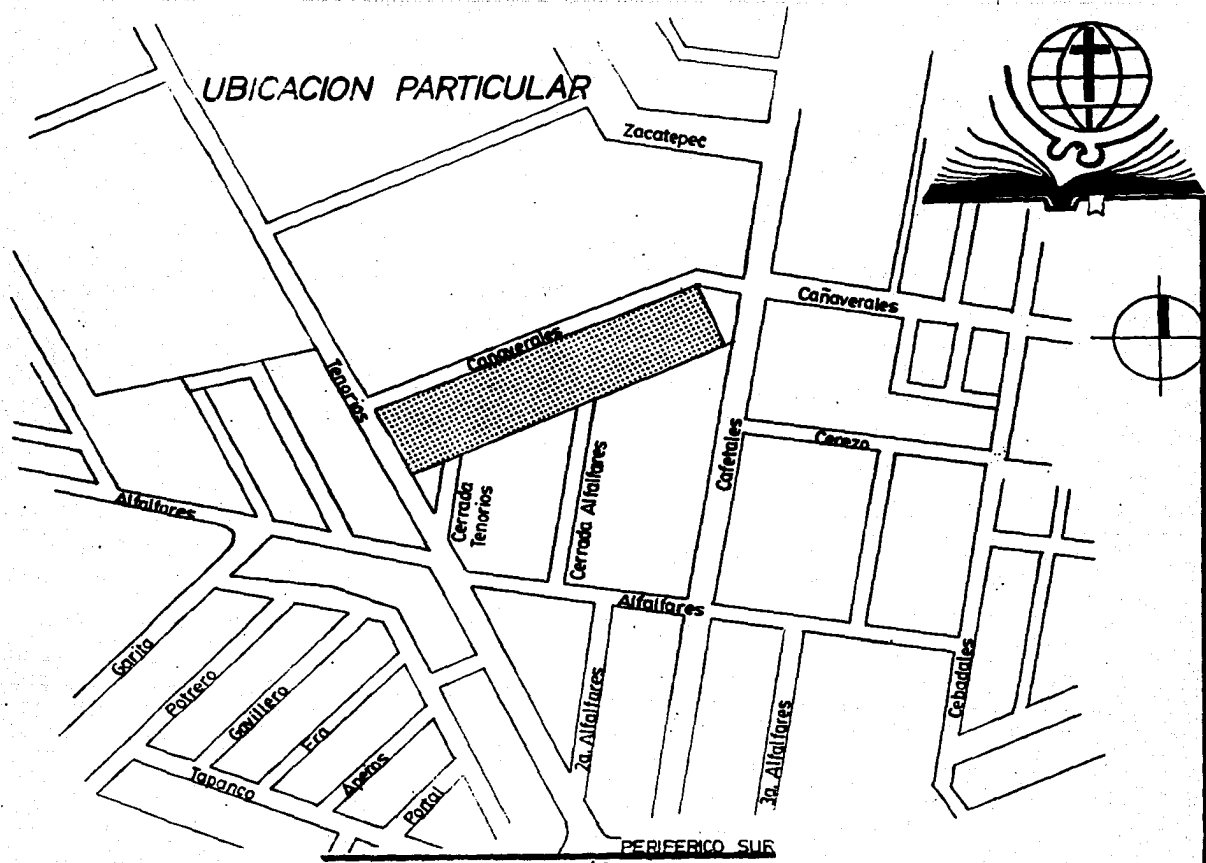 UBICACION PARTICULAR
Zacatepec
Cañaverales
Cañaverales
Tenorios
Cafetales
Cerezo
Alfalfares
Cerrada
Tenorios
Cerrada Alfalfares
Alfalfares
Garita
Potrero
Gavillero
Era
Aperos
Portal
Tapanco
2a. Alfalfares
3a. Alfalfares
Cebadales
PERIFERICO SUR